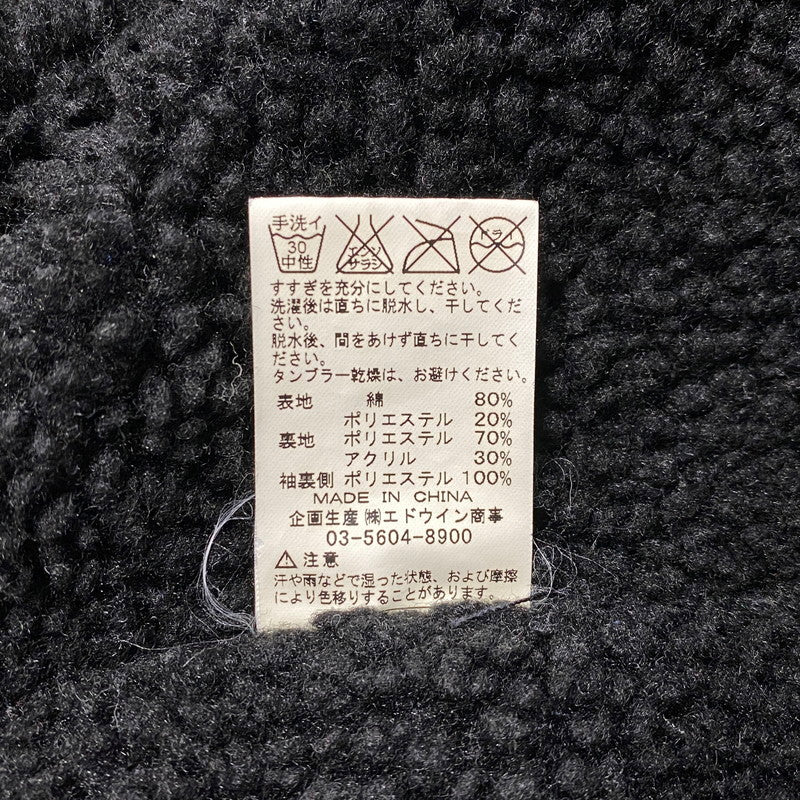 手洗イ
30
中性
エンソ
サラシ
ドライ
すすぎを充分にしてください。
洗濯後は直ちに脱水し、干してくだ
さい。
脱水後、間をあけず直ちに干してく
ださい。
タンブラー乾燥は、お避けください。
表地 綿 80%
ポリエステル 20%
裏地 ポリエステル 70%
アクリル 30%
袖裏側 ポリエステル 100%
MADE IN CHINA
企画生産 ㈱エドウイン商事
03-5604-8900
⚠ 注意
汗や雨などで湿った状態、および摩擦
により色移りすることがあります。